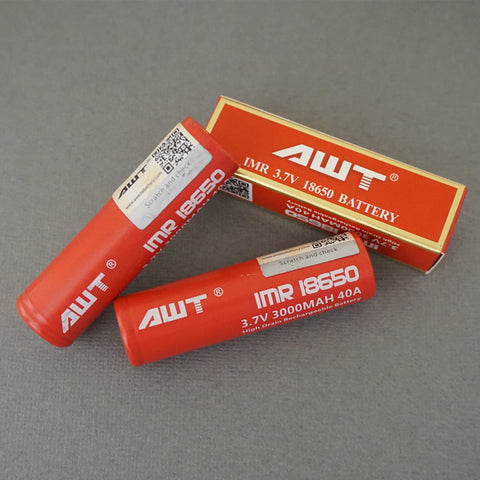 AWT®
IMR 3.7V 18650 BATTERY
AWT
Scratch and check
IMR 18650
AWT®
Scratch and check
IMR 18650
AWT®
3.7V 3000MAH 40A
High Drain Rechargeable Battery